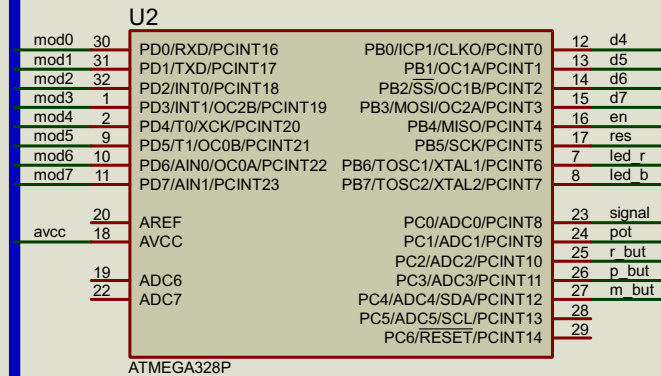 U2
mod0 30 PD0/RXD/PCINT16 PB0/ICP1/CLKO/PCINT0 12 d4
mod1 31 PD1/TXD/PCINT17 PB1/OC1A/PCINT1 13 d5
mod2 32 PD2/INT0/PCINT18 PB2/SS/OC1B/PCINT2 14 d6
mod3 1 PD3/INT1/OC2B/PCINT19 PB3/MOSI/OC2A/PCINT3 15 d7
mod4 2 PD4/T0/XCK/PCINT20 PB4/MISO/PCINT4 16 en
mod5 9 PD5/T1/OC0B/PCINT21 PB5/SCK/PCINT5 17 res
mod6 10 PD6/AIN0/OC0A/PCINT22 PB6/TOSC1/XTAL1/PCINT6 7 led_r
mod7 11 PD7/AIN1/PCINT23 PB7/TOSC2/XTAL2/PCINT7 8 led_b
20 AREF PC0/ADC0/PCINT8 23 signal
avcc 18 AVCC PC1/ADC1/PCINT9 24 pot
PC2/ADC2/PCINT10 25 r_but
19 ADC6 PC3/ADC3/PCINT11 26 p_but
22 ADC7 PC4/ADC4/SDA/PCINT12 27 m_but
PC5/ADC5/SCL/PCINT13 28
PC6/RESET/PCINT14 29
ATMEGA328P